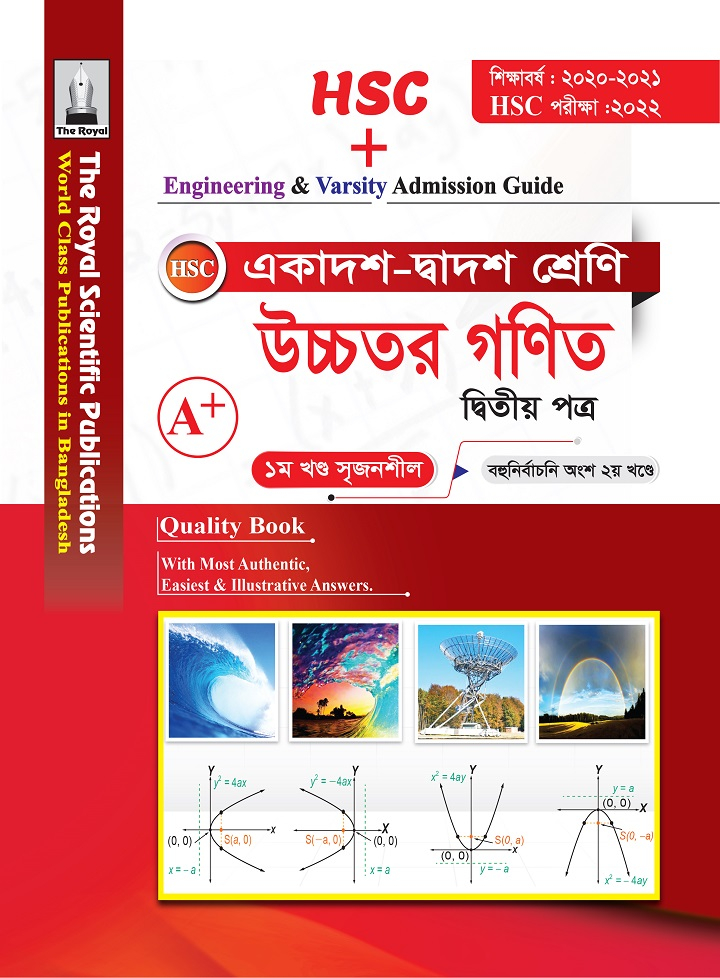 The Royal
The Royal Scientific Publications
World Class Publications in Bangladesh
HSC
+
Engineering & Varsity Admission Guide
শিক্ষাবর্ষ : ২০২০-২০২১
HSC পরীক্ষা :২০২২
HSC
একাদশ-দ্বাদশ শ্রেণি
উচ্চতর গণিত
দ্বিতীয় পত্র
A+
১ম খণ্ড সৃজনশীল
বহুনির্বাচনি অংশ ২য় খণ্ডে
Quality Book
With Most Authentic,
Easiest & Illustrative Answers.
Y
y² = 4ax
(0, 0)
S(a, 0)
x
x = – a
Y
y² = –4ax
S(–a, 0)
X
(0, 0)
x = a
Y
x² = 4ay
S(0, a)
(0, 0)
x
y = – a
Y
y = a
(0, 0)
X
S(0, –a)
x² = – 4ay